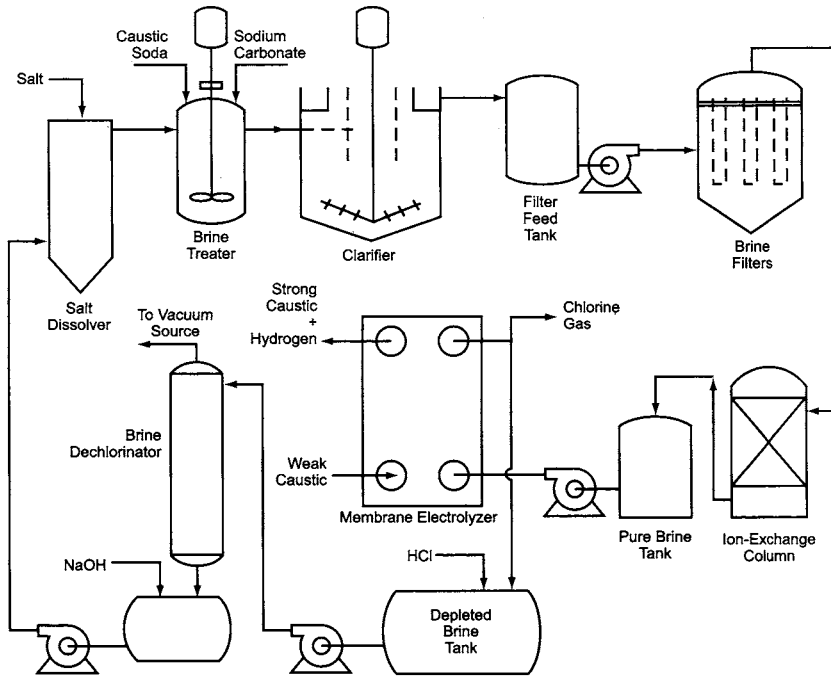 Caustic
Soda
Sodium
Carbonate
Salt
Brine
Treater
Clarifier
Filter
Feed
Tank
Brine
Filters
Salt
Dissolver
To Vacuum
Source
Strong
Caustic
+
Hydrogen
Chlorine
Gas
Brine
Dechlorinator
Weak
Caustic
Membrane Electrolyzer
Pure Brine
Tank
Ion-Exchange
Column
NaOH
HCl
Depleted
Brine
Tank